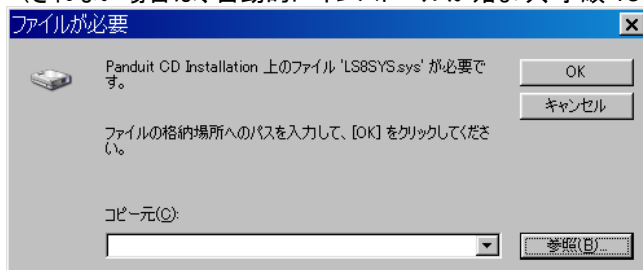 ファイルが必要
Panduit CD Installation 上のファイル 'LS8SYS.sys' が必要で
す。
OK
キャンセル
ファイルの格納場所へのパスを入力して、[OK] をクリックしてくださ
い。
コピー元(C):
参照(B)...